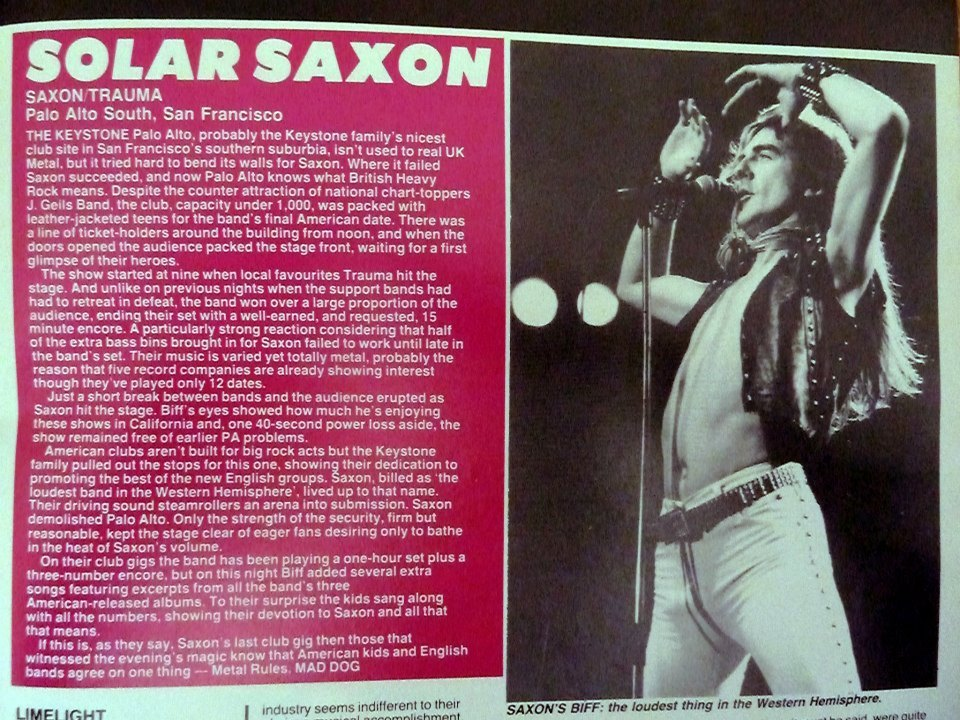 SOLAR SAXON
SAXON/TRAUMA
Palo Alto South, San Francisco
THE KEYSTONE Palo Alto, probably the Keystone family's nicest
club site in San Francisco's southern suburbia, isn't used to real UK
Metal, but it tried hard to bend its walls for Saxon. Where it failed
Saxon succeeded, and now Palo Alto knows what British Heavy
Rock means. Despite the counter attraction of national chart-toppers
J. Geils Band, the club, capacity under 1,000, was packed with
leather-jacketed teens for the band's final American date. There was
a line of ticket-holders around the building from noon, and when the
doors opened the audience packed the stage front, waiting for a first
glimpse of their heroes.
The show started at nine when local favourites Trauma hit the
stage. And unlike on previous nights when the support bands had
had to retreat in defeat, the band won over a large proportion of the
audience, ending their set with a well-earned, and requested, 15
minute encore. A particularly strong reaction considering that half
of the extra bass bins brought in for Saxon failed to work until late in
the band's set. Their music is varied yet totally metal, probably the
reason that five record companies are already showing interest
though they've played only 12 dates.
Just a short break between bands and the audience erupted as
Saxon hit the stage. Biff's eyes showed how much he's enjoying
these shows in California and, one 40-second power loss aside, the
show remained free of earlier PA problems.
American clubs aren't built for big rock acts but the Keystone
family pulled out the stops for this one, showing their dedication to
promoting the best of the new English groups. Saxon, billed as 'the
loudest band in the Western Hemisphere', lived up to that name.
Their driving sound steamrollers an arena into submission. Saxon
demolished Palo Alto. Only the strength of the security, firm but
reasonable, kept the stage clear of eager fans desiring only to bathe
in the heat of Saxon's volume.
On their club gigs the band has been playing a one-hour set plus a
three-number encore, but on this night Biff added several extra
songs featuring excerpts from all the band's three
American-released albums. To their surprise the kids sang along
with all the numbers, showing their devotion to Saxon and all that
that means.
If this is, as they say, Saxon's last club gig then those that
witnessed the evening's magic know that American kids and English
bands agree on one thing — Metal Rules. MAD DOG
SAXON'S BIFF: the loudest thing in the Western Hemisphere.
LIMELIGHT
industry seems indifferent to their
musical accomplishment
said, were quite